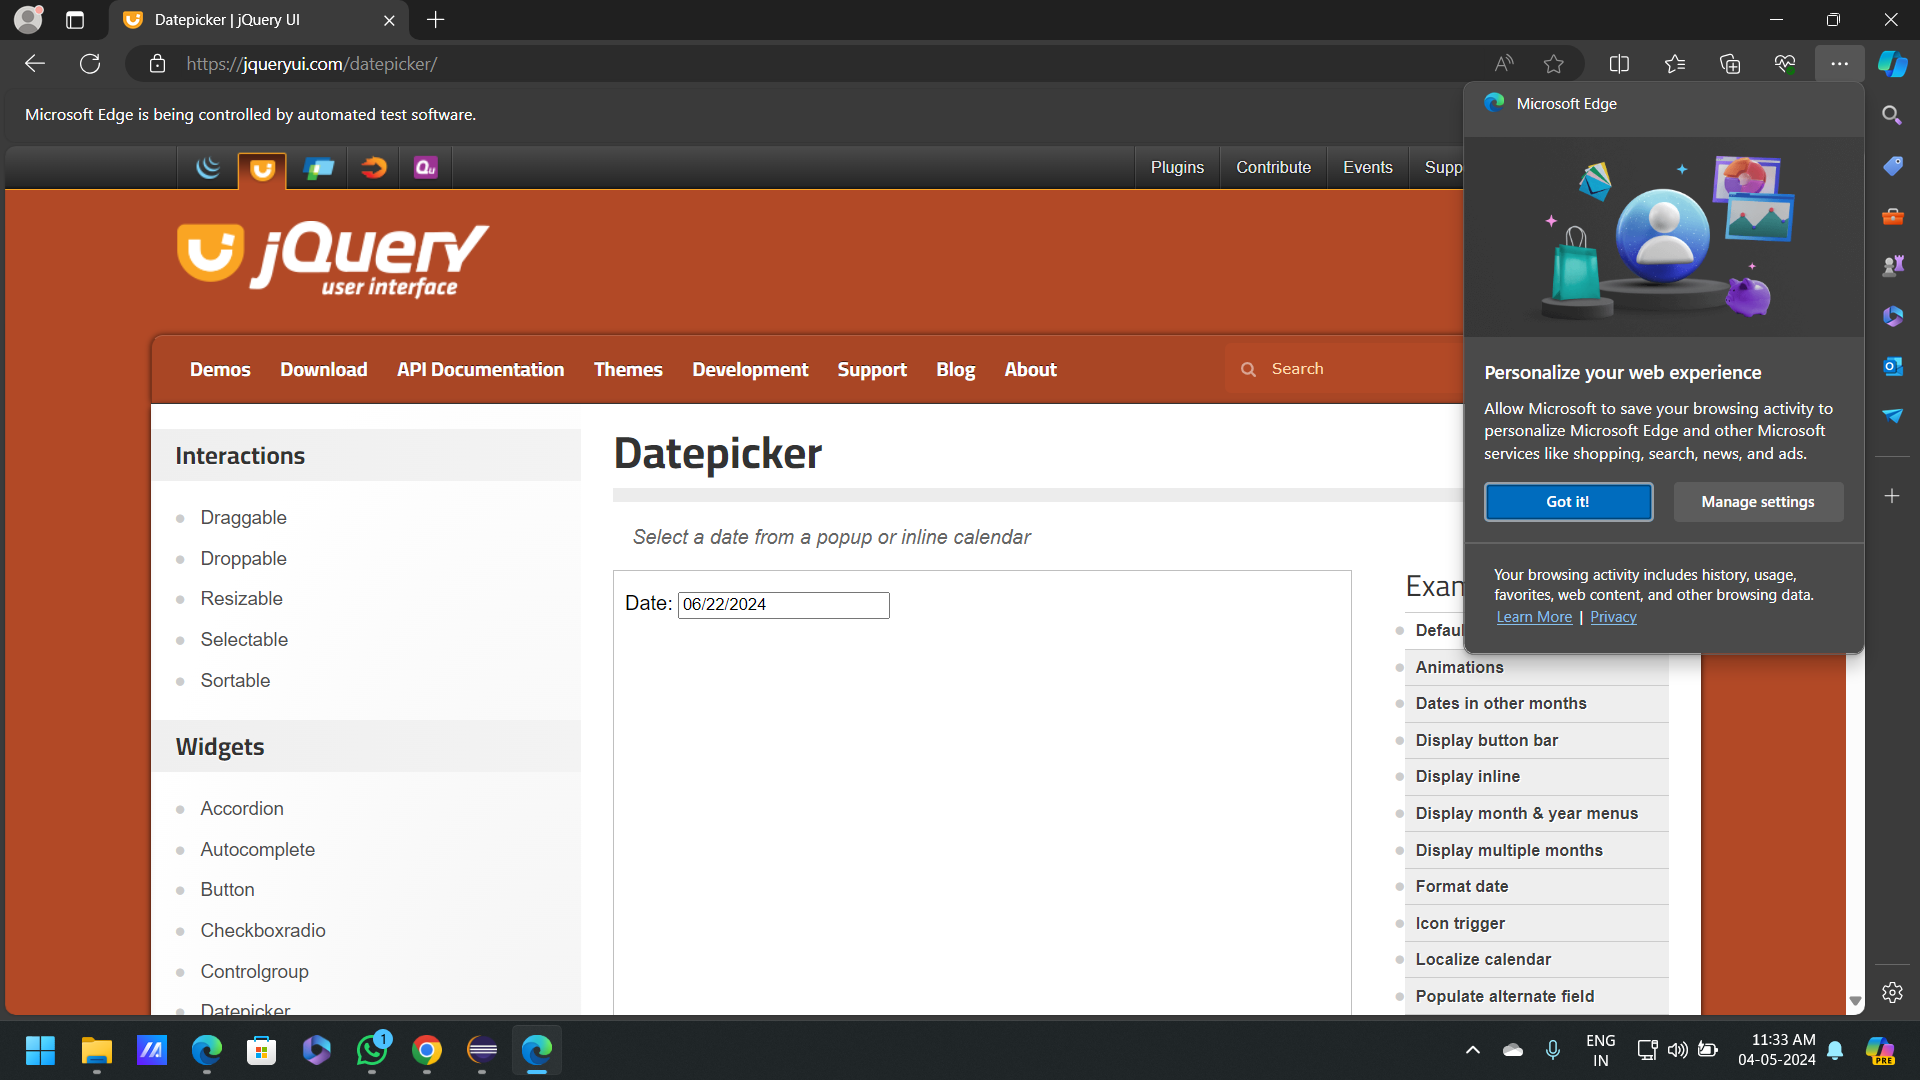 Datepicker | jQuery UI
https://jqueryui.com/datepicker/
Microsoft Edge is being controlled by automated test software.
Microsoft Edge
Qu
Plugins
Contribute
Events
Supp
jQuery
user interface
Demos
Download
API Documentation
Themes
Development
Support
Blog
About
Search
Personalize your web experience
Allow Microsoft to save your browsing activity to
personalize Microsoft Edge and other Microsoft
services like shopping, search, news, and ads.
Got it!
Manage settings
Your browsing activity includes history, usage,
favorites, web content, and other browsing data.
Learn More | Privacy
Interactions
Draggable
Droppable
Resizable
Selectable
Sortable
Widgets
Accordion
Autocomplete
Button
Checkboxradio
Controlgroup
Datepicker
Datepicker
Select a date from a popup or inline calendar
Date: 06/22/2024
Exam
Defaul
Animations
Dates in other months
Display button bar
Display inline
Display month & year menus
Display multiple months
Format date
Icon trigger
Localize calendar
Populate alternate field
1
ENG
IN
11:33 AM
04-05-2024
PRE